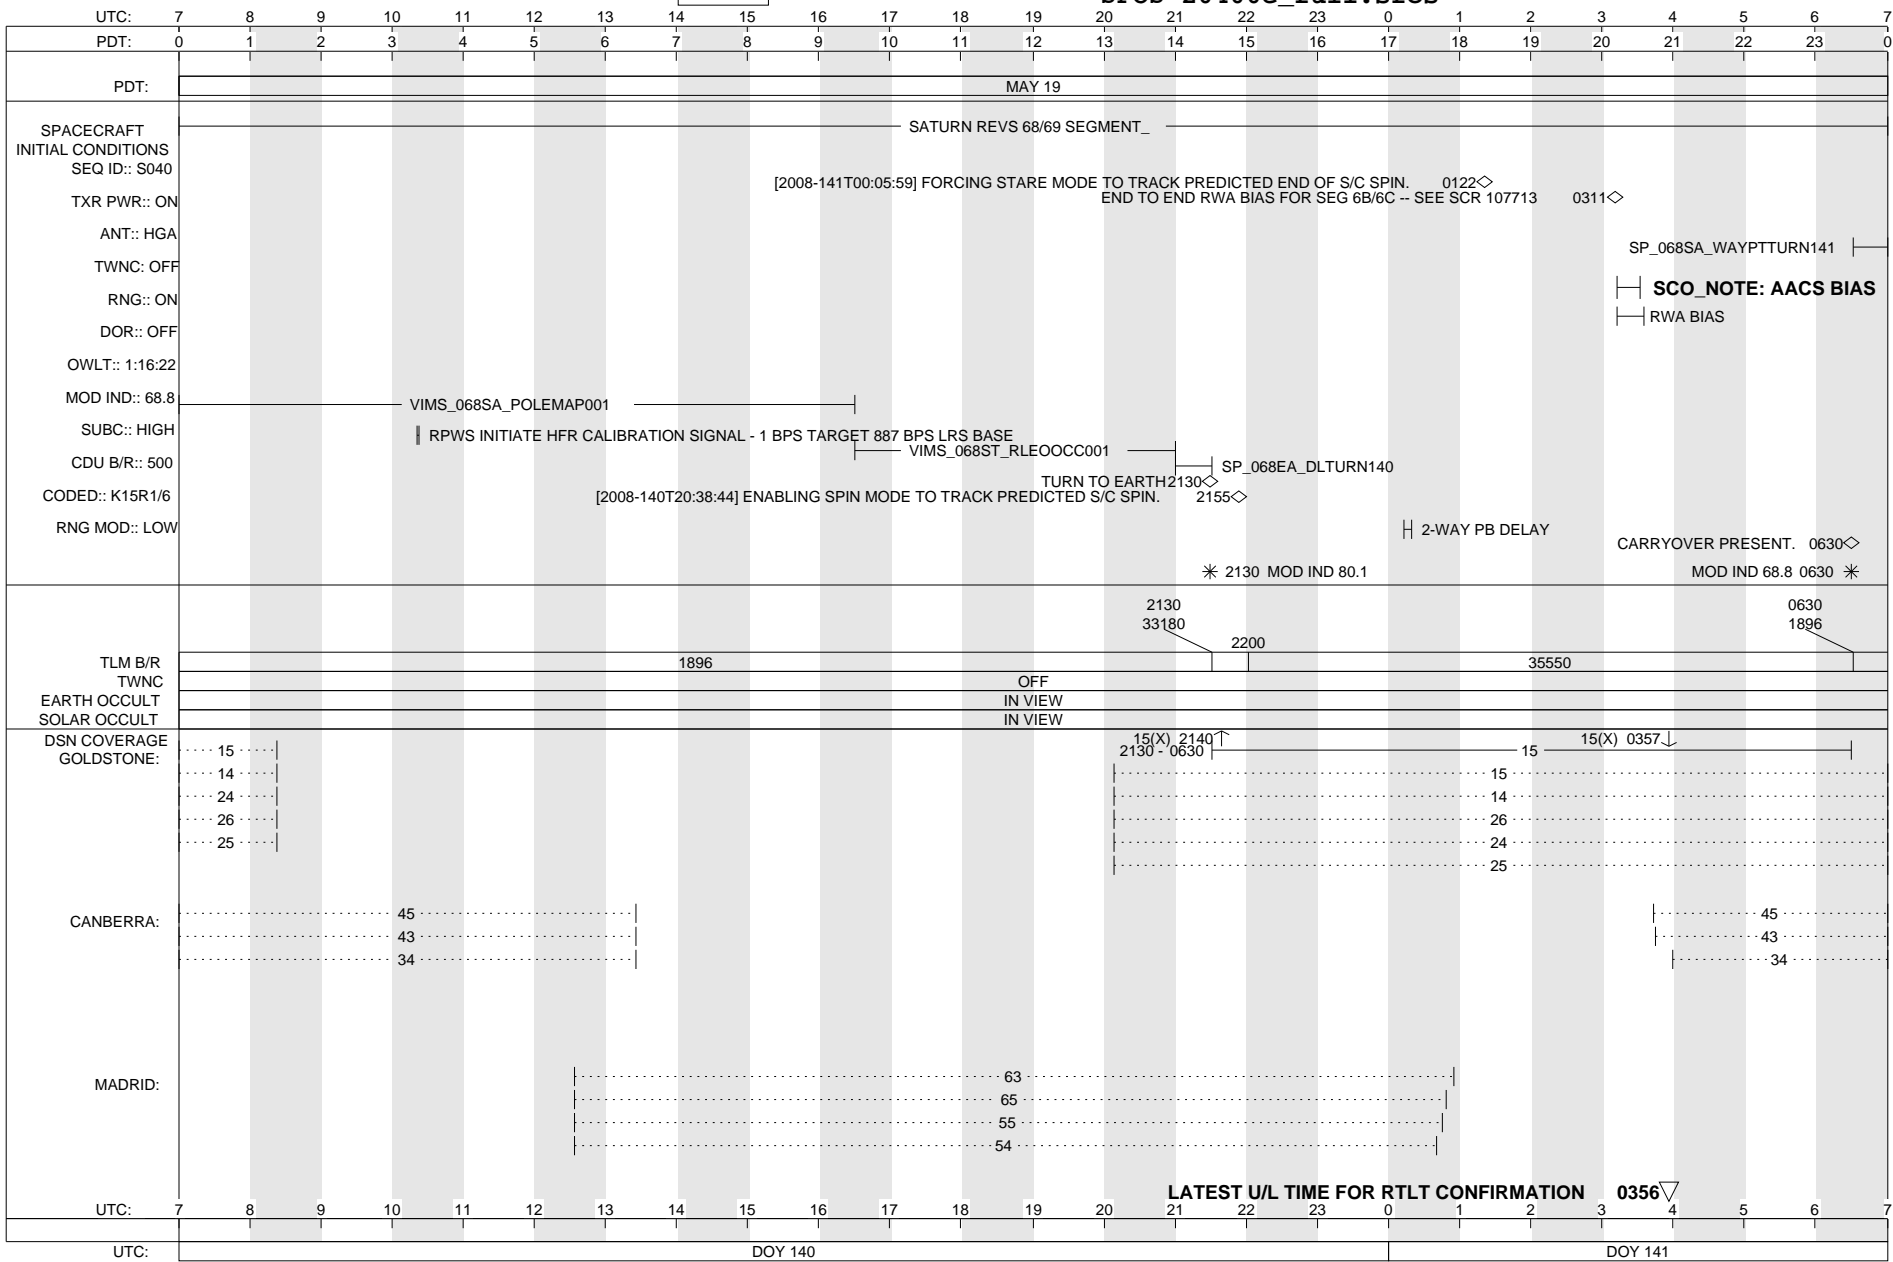 UTC: 7 8 9 10 11 12 13 14 15 16 17 18 19 20 21 22 23 0 1 2 3 4 5 6 7
PDT: 0 1 2 3 4 5 6 7 8 9 10 11 12 13 14 15 16 17 18 19 20 21 22 23 0
PDT: MAY 19
SPACECRAFT
INITIAL CONDITIONS
SATURN REVS 68/69 SEGMENT_
SEQ ID:: S040
[2008-141T00:05:59] FORCING STARE MODE TO TRACK PREDICTED END OF S/C SPIN. 0122
TXR PWR:: ON
END TO END RWA BIAS FOR SEG 6B/6C -- SEE SCR 107713 0311
ANT:: HGA
SP_068SA_WAYPTTURN141
TWNC: OFF
RNG:: ON
SCO_NOTE: AACS BIAS
RWA BIAS
DOR:: OFF
OWLT:: 1:16:22
MOD IND:: 68.8
VIMS_068SA_POLEMAP001
SUBC:: HIGH
RPWS INITIATE HFR CALIBRATION SIGNAL - 1 BPS TARGET 887 BPS LRS BASE
VIMS_068ST_RLEOOCC001
CDU B/R:: 500
SP_068EA_DLTURN140
TURN TO EARTH 2130
CODED:: K15R1/6
[2008-140T20:38:44] ENABLING SPIN MODE TO TRACK PREDICTED S/C SPIN. 2155
RNG MOD:: LOW
2-WAY PB DELAY
CARRYOVER PRESENT. 0630
2130 MOD IND 80.1
MOD IND 68.8 0630
2130
33180
2200
0630
1896
TLM B/R 1896 35550
TWNC OFF
EARTH OCCULT IN VIEW
SOLAR OCCULT IN VIEW
DSN COVERAGE
GOLDSTONE:
15(X) 2140
15(X) 0357
15 2130 - 0630 15
15
14
14
24
26
26
24
25
25
CANBERRA:
45 45
43 43
34 34
MADRID:
63
65
55
54
LATEST U/L TIME FOR RTLT CONFIRMATION 0356
UTC: 7 8 9 10 11 12 13 14 15 16 17 18 19 20 21 22 23 0 1 2 3 4 5 6 7
UTC: DOY 140 DOY 141